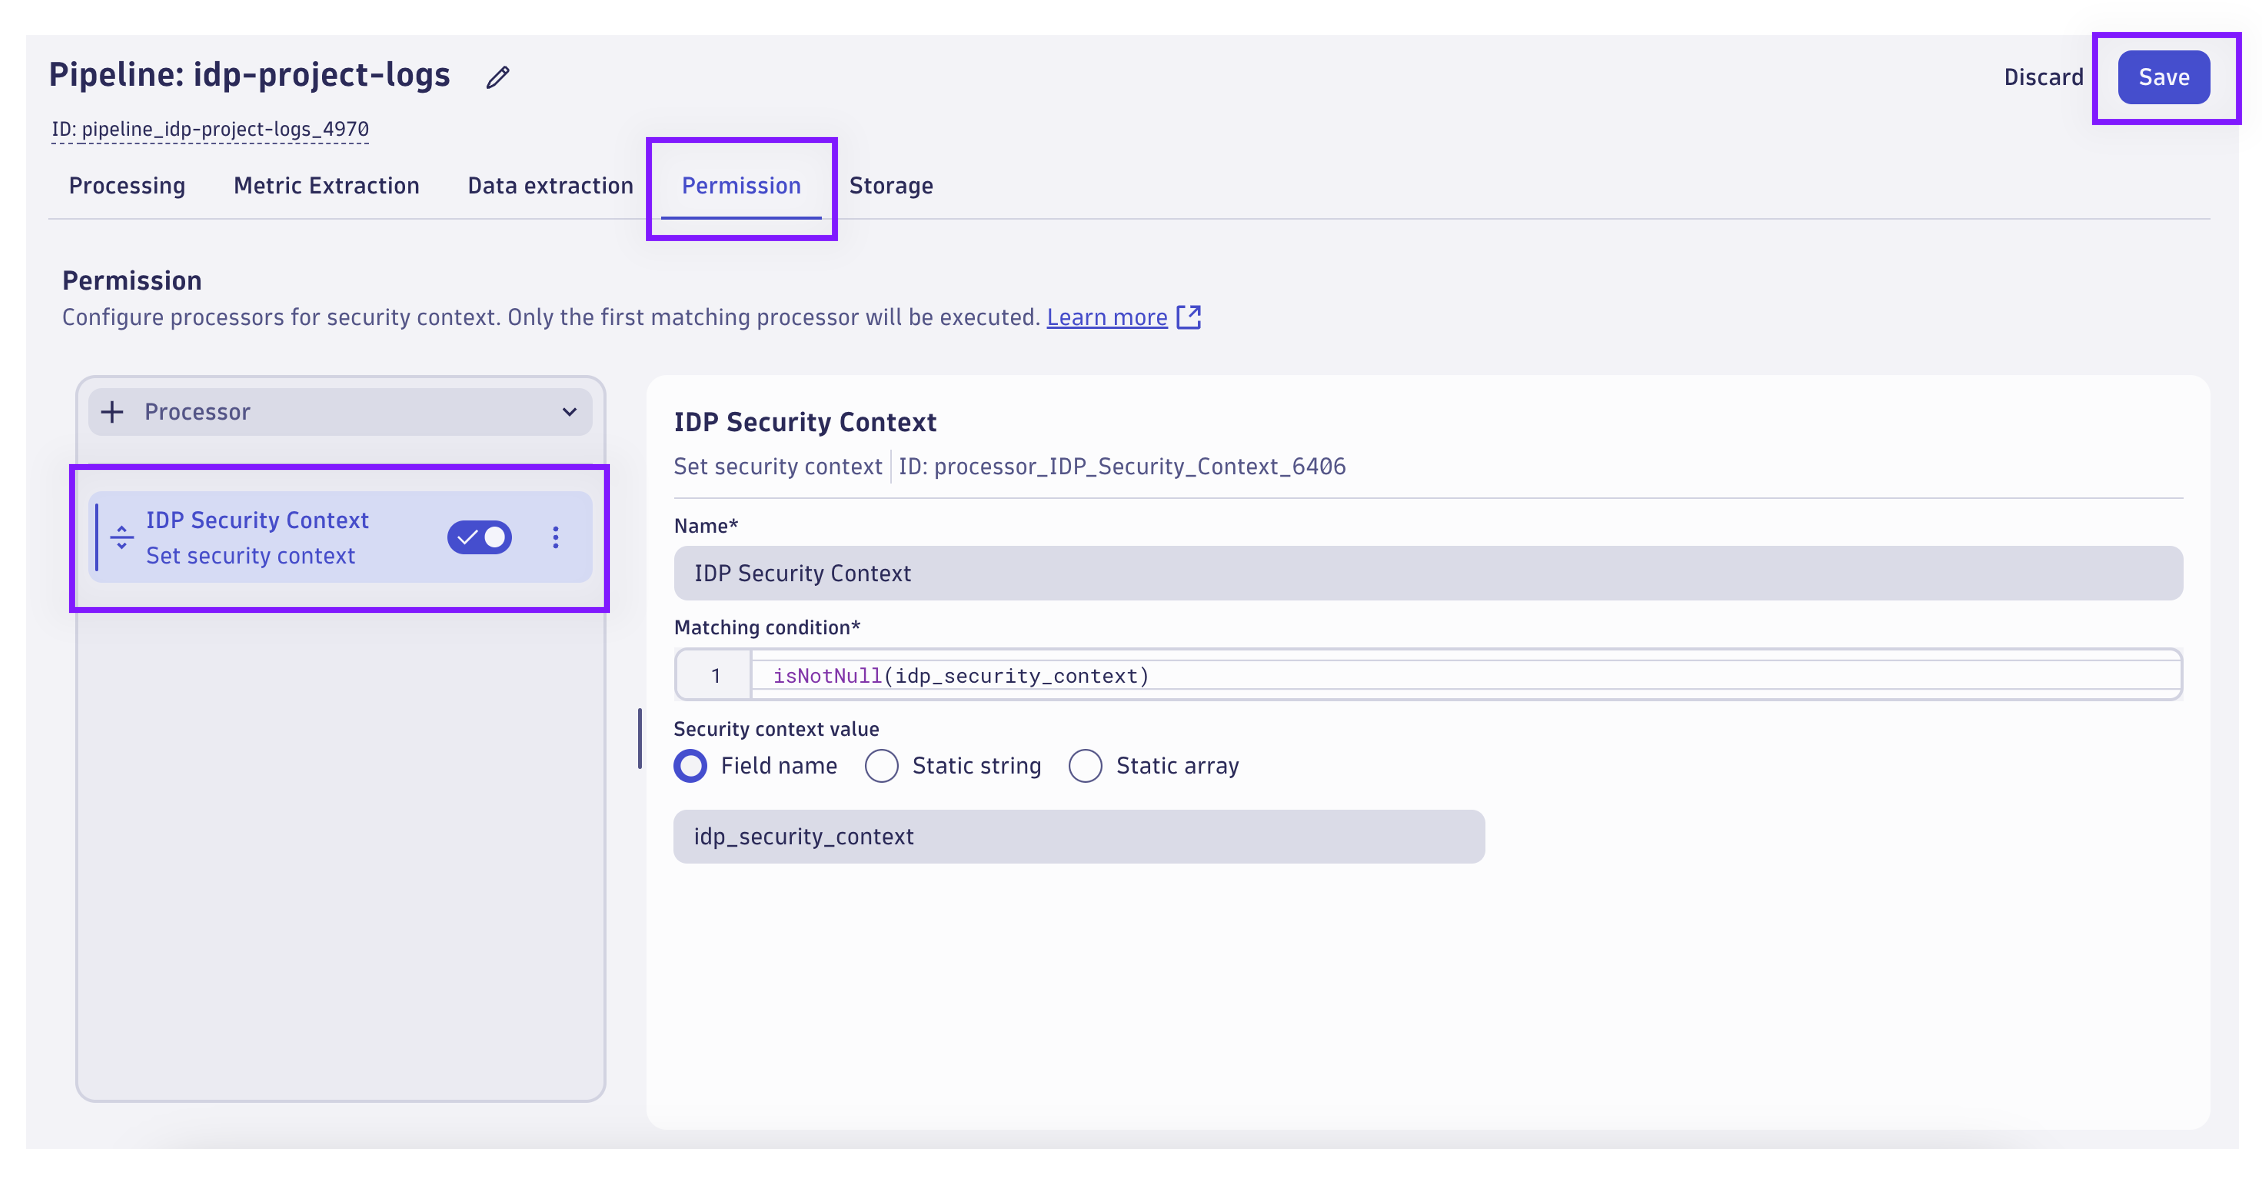 Pipeline: idp-project-logs
Discard
Save
ID: pipeline_idp-project-logs_4970
Processing
Metric Extraction
Data extraction
Permission
Storage
Permission
Configure processors for security context. Only the first matching processor will be executed. Learn more
Processor
IDP Security Context
Set security context
IDP Security Context
Set security context
ID: processor_IDP_Security_Context_6406
Name*
IDP Security Context
Matching condition*
1 isNotNull(idp_security_context)
Security context value
Field name
Static string
Static array
idp_security_context